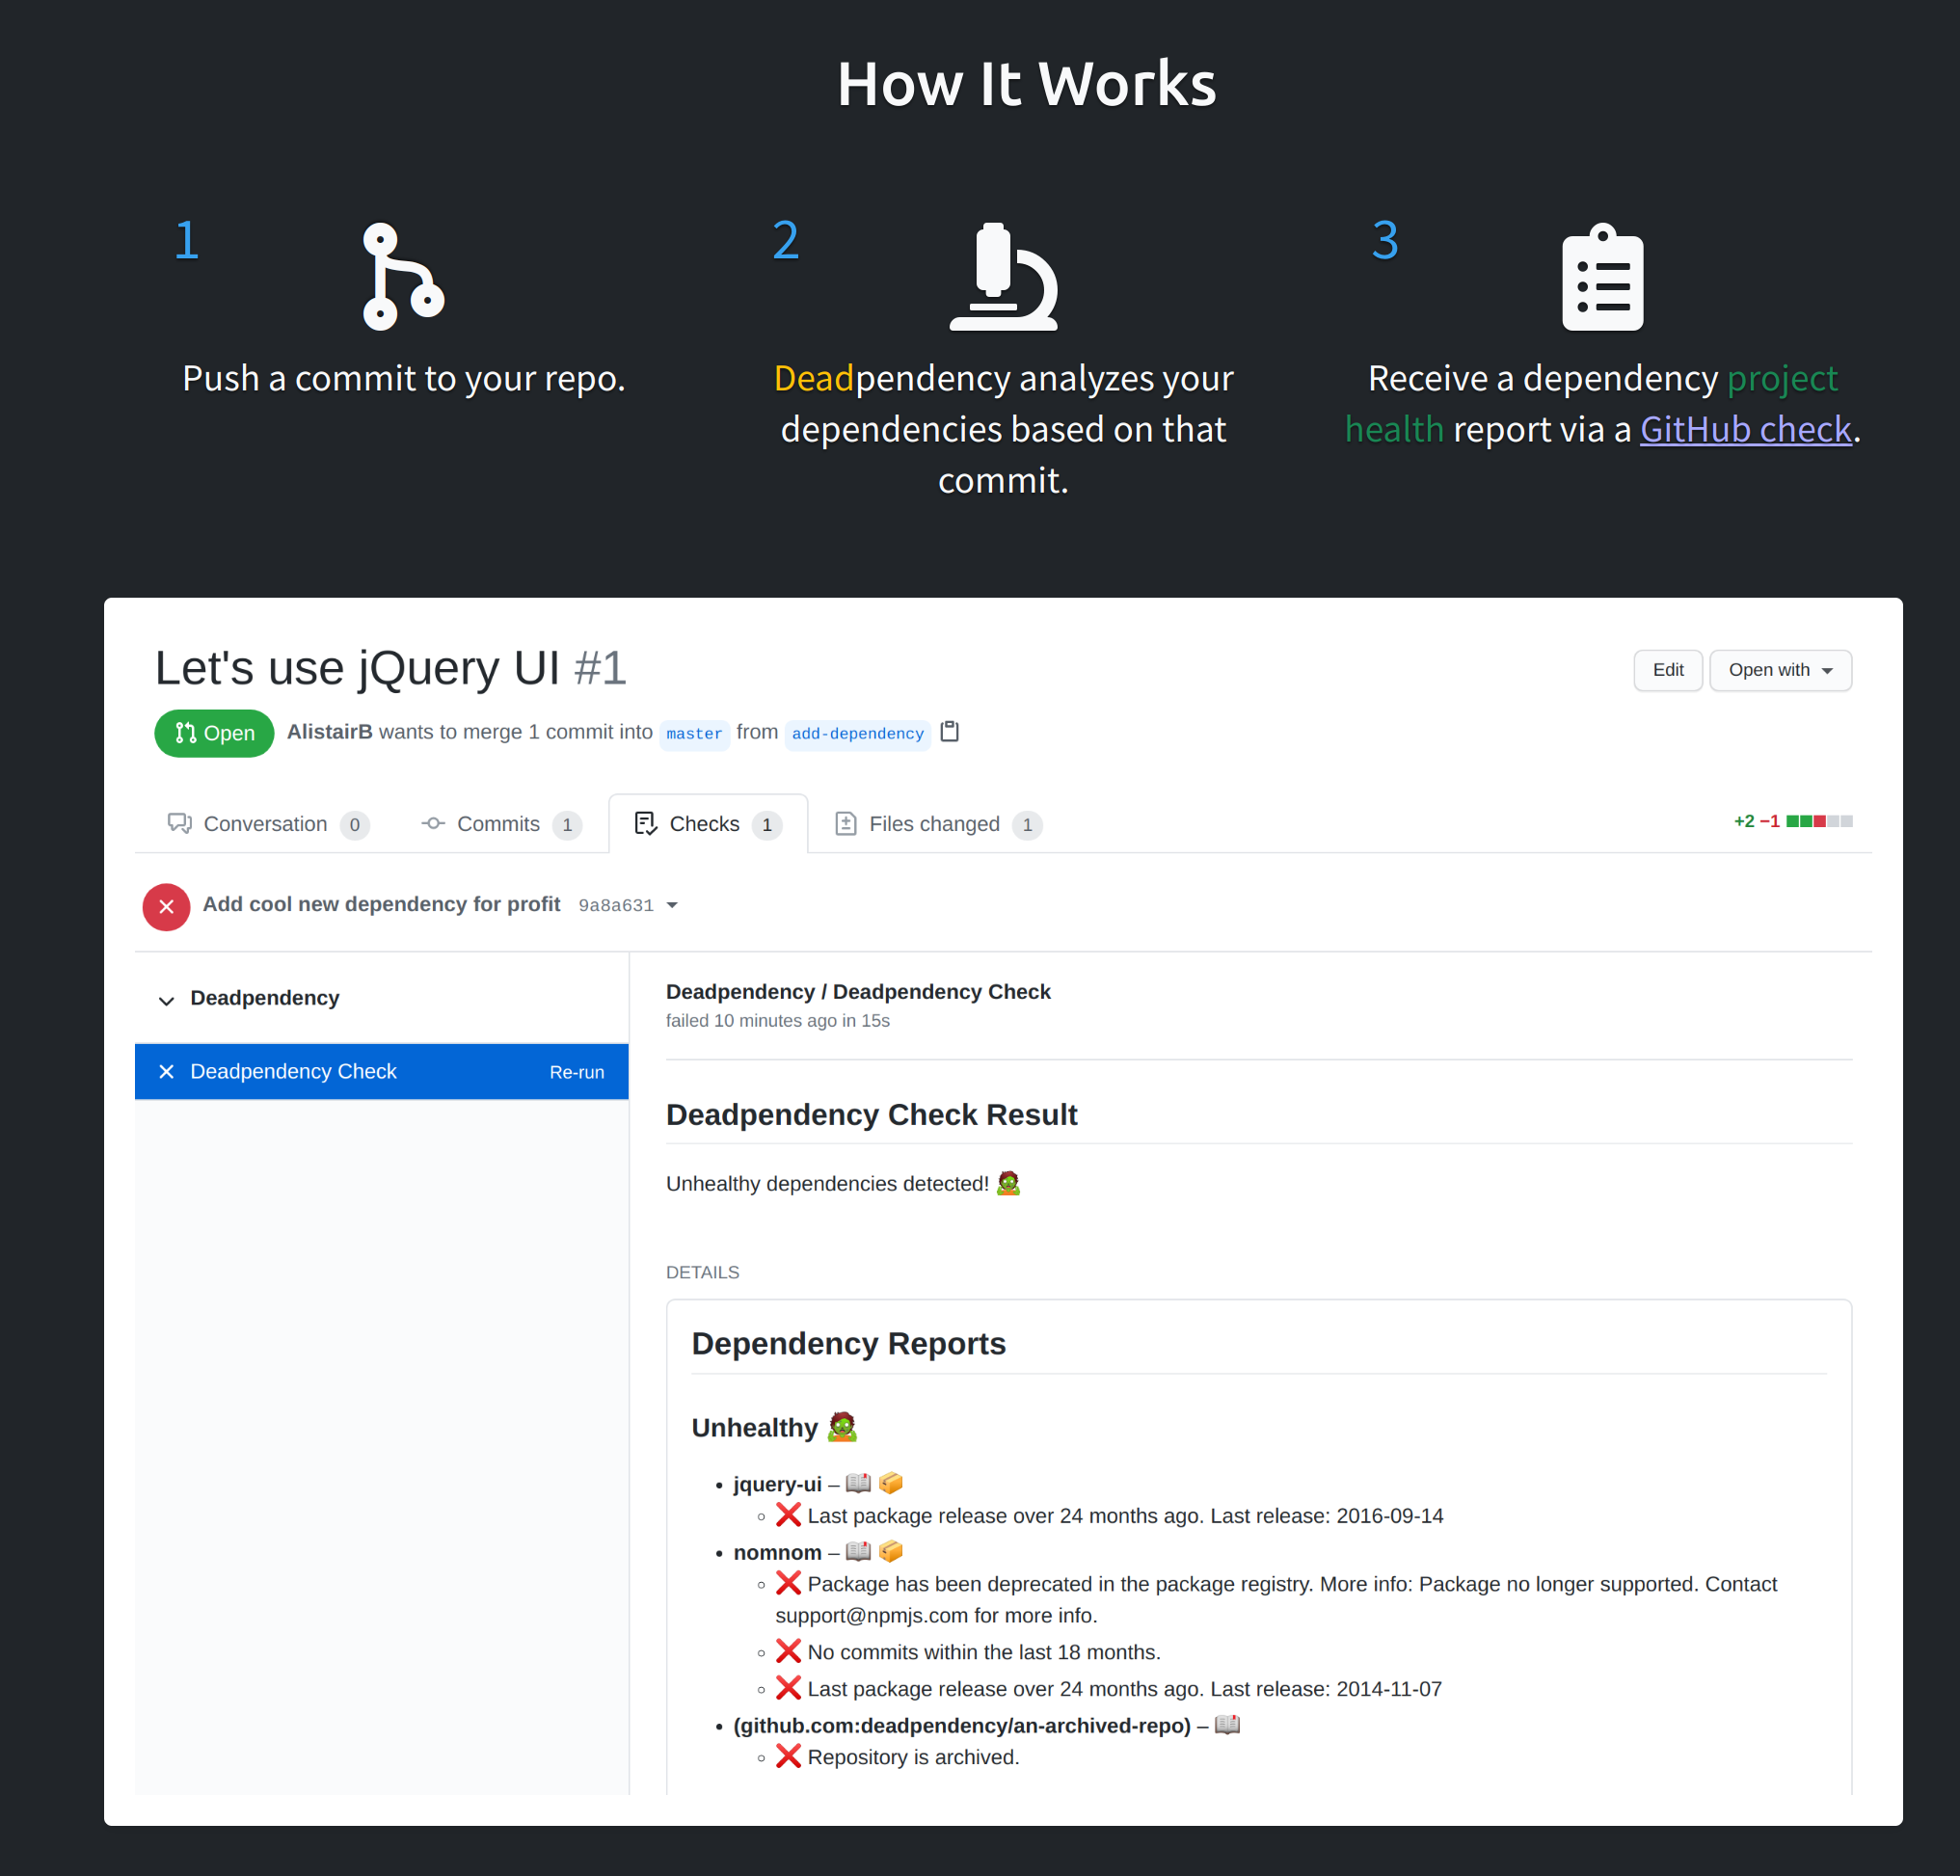 How It Works
1
Push a commit to your repo.
2
Deadpendency analyzes your
dependencies based on that
commit.
3
Receive a dependency project
health report via a GitHub check.
Let's use jQuery UI #1
Edit
Open with
Open
AlistairB wants to merge 1 commit into master from add-dependency
Conversation 0
Commits 1
Checks 1
Files changed 1
+2 −1
Add cool new dependency for profit 9a8a631
Deadpendency
Deadpendency Check Re-run
Deadpendency / Deadpendency Check
failed 10 minutes ago in 15s
Deadpendency Check Result
Unhealthy dependencies detected! 🧟
DETAILS
Dependency Reports
Unhealthy 🧟
• jquery-ui – 📖 📦
◦ ❌ Last package release over 24 months ago. Last release: 2016-09-14
• nomnom – 📖 📦
◦ ❌ Package has been deprecated in the package registry. More info: Package no longer supported. Contact
support@npmjs.com for more info.
◦ ❌ No commits within the last 18 months.
◦ ❌ Last package release over 24 months ago. Last release: 2014-11-07
• (github.com:deadpendency/an-archived-repo) – 📖
◦ ❌ Repository is archived.